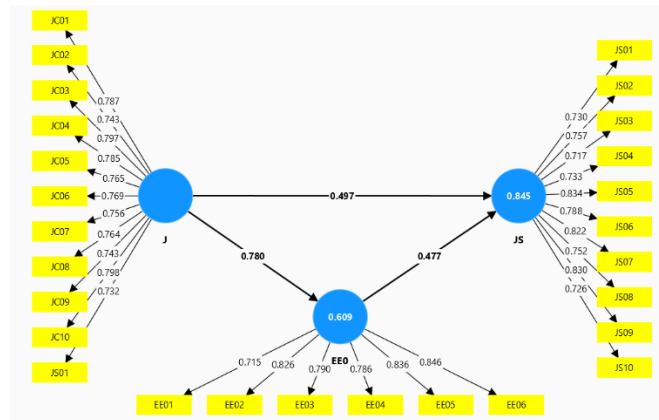 JC01
JC02
JC03
JC04
JC05
JC06
JC07
JC08
JC09
JC10
JS01
0.787
0.743
0.797
0.785
0.765
0.769
0.756
0.764
0.743
0.798
0.732
J
0.497
0.780
0.477
0.845
JS
0.609
EE0
0.730
0.757
0.717
0.733
0.834
0.788
0.822
0.752
0.830
0.726
JS01
JS02
JS03
JS04
JS05
JS06
JS07
JS08
JS09
JS10
0.715
0.826
0.790
0.786
0.836
0.846
EE01
EE02
EE03
EE04
EE05
EE06